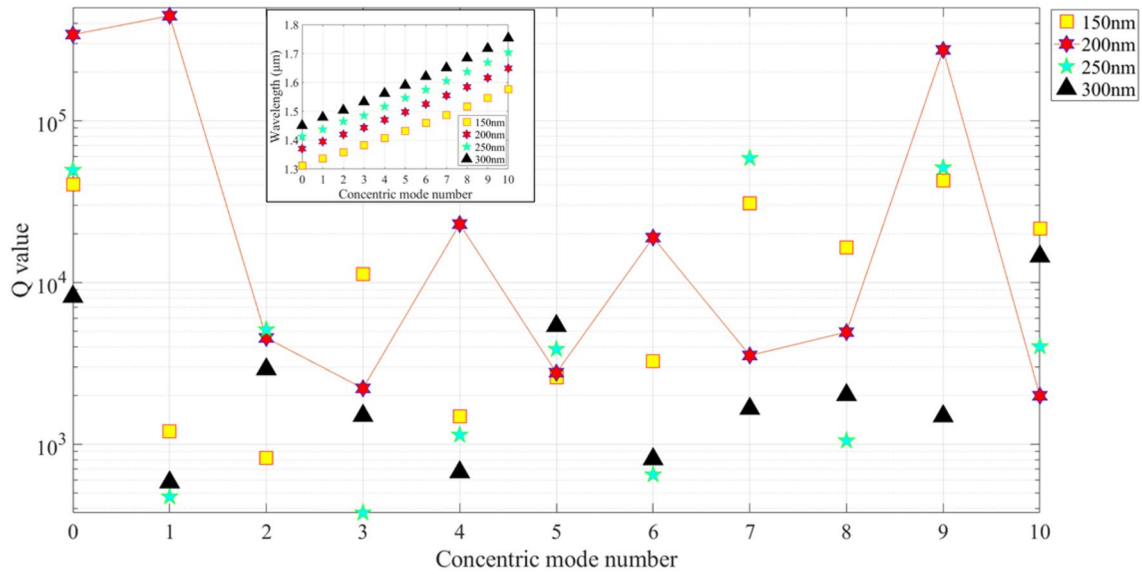 150nm
200nm
250nm
300nm
Q value
10^5
10^4
10^3
0 1 2 3 4 5 6 7 8 9 10
Concentric mode number
Wavelength (μm)
1.8
1.7
1.6
1.5
1.4
1.3
150nm
200nm
250nm
300nm
0 1 2 3 4 5 6 7 8 9 10
Concentric mode number